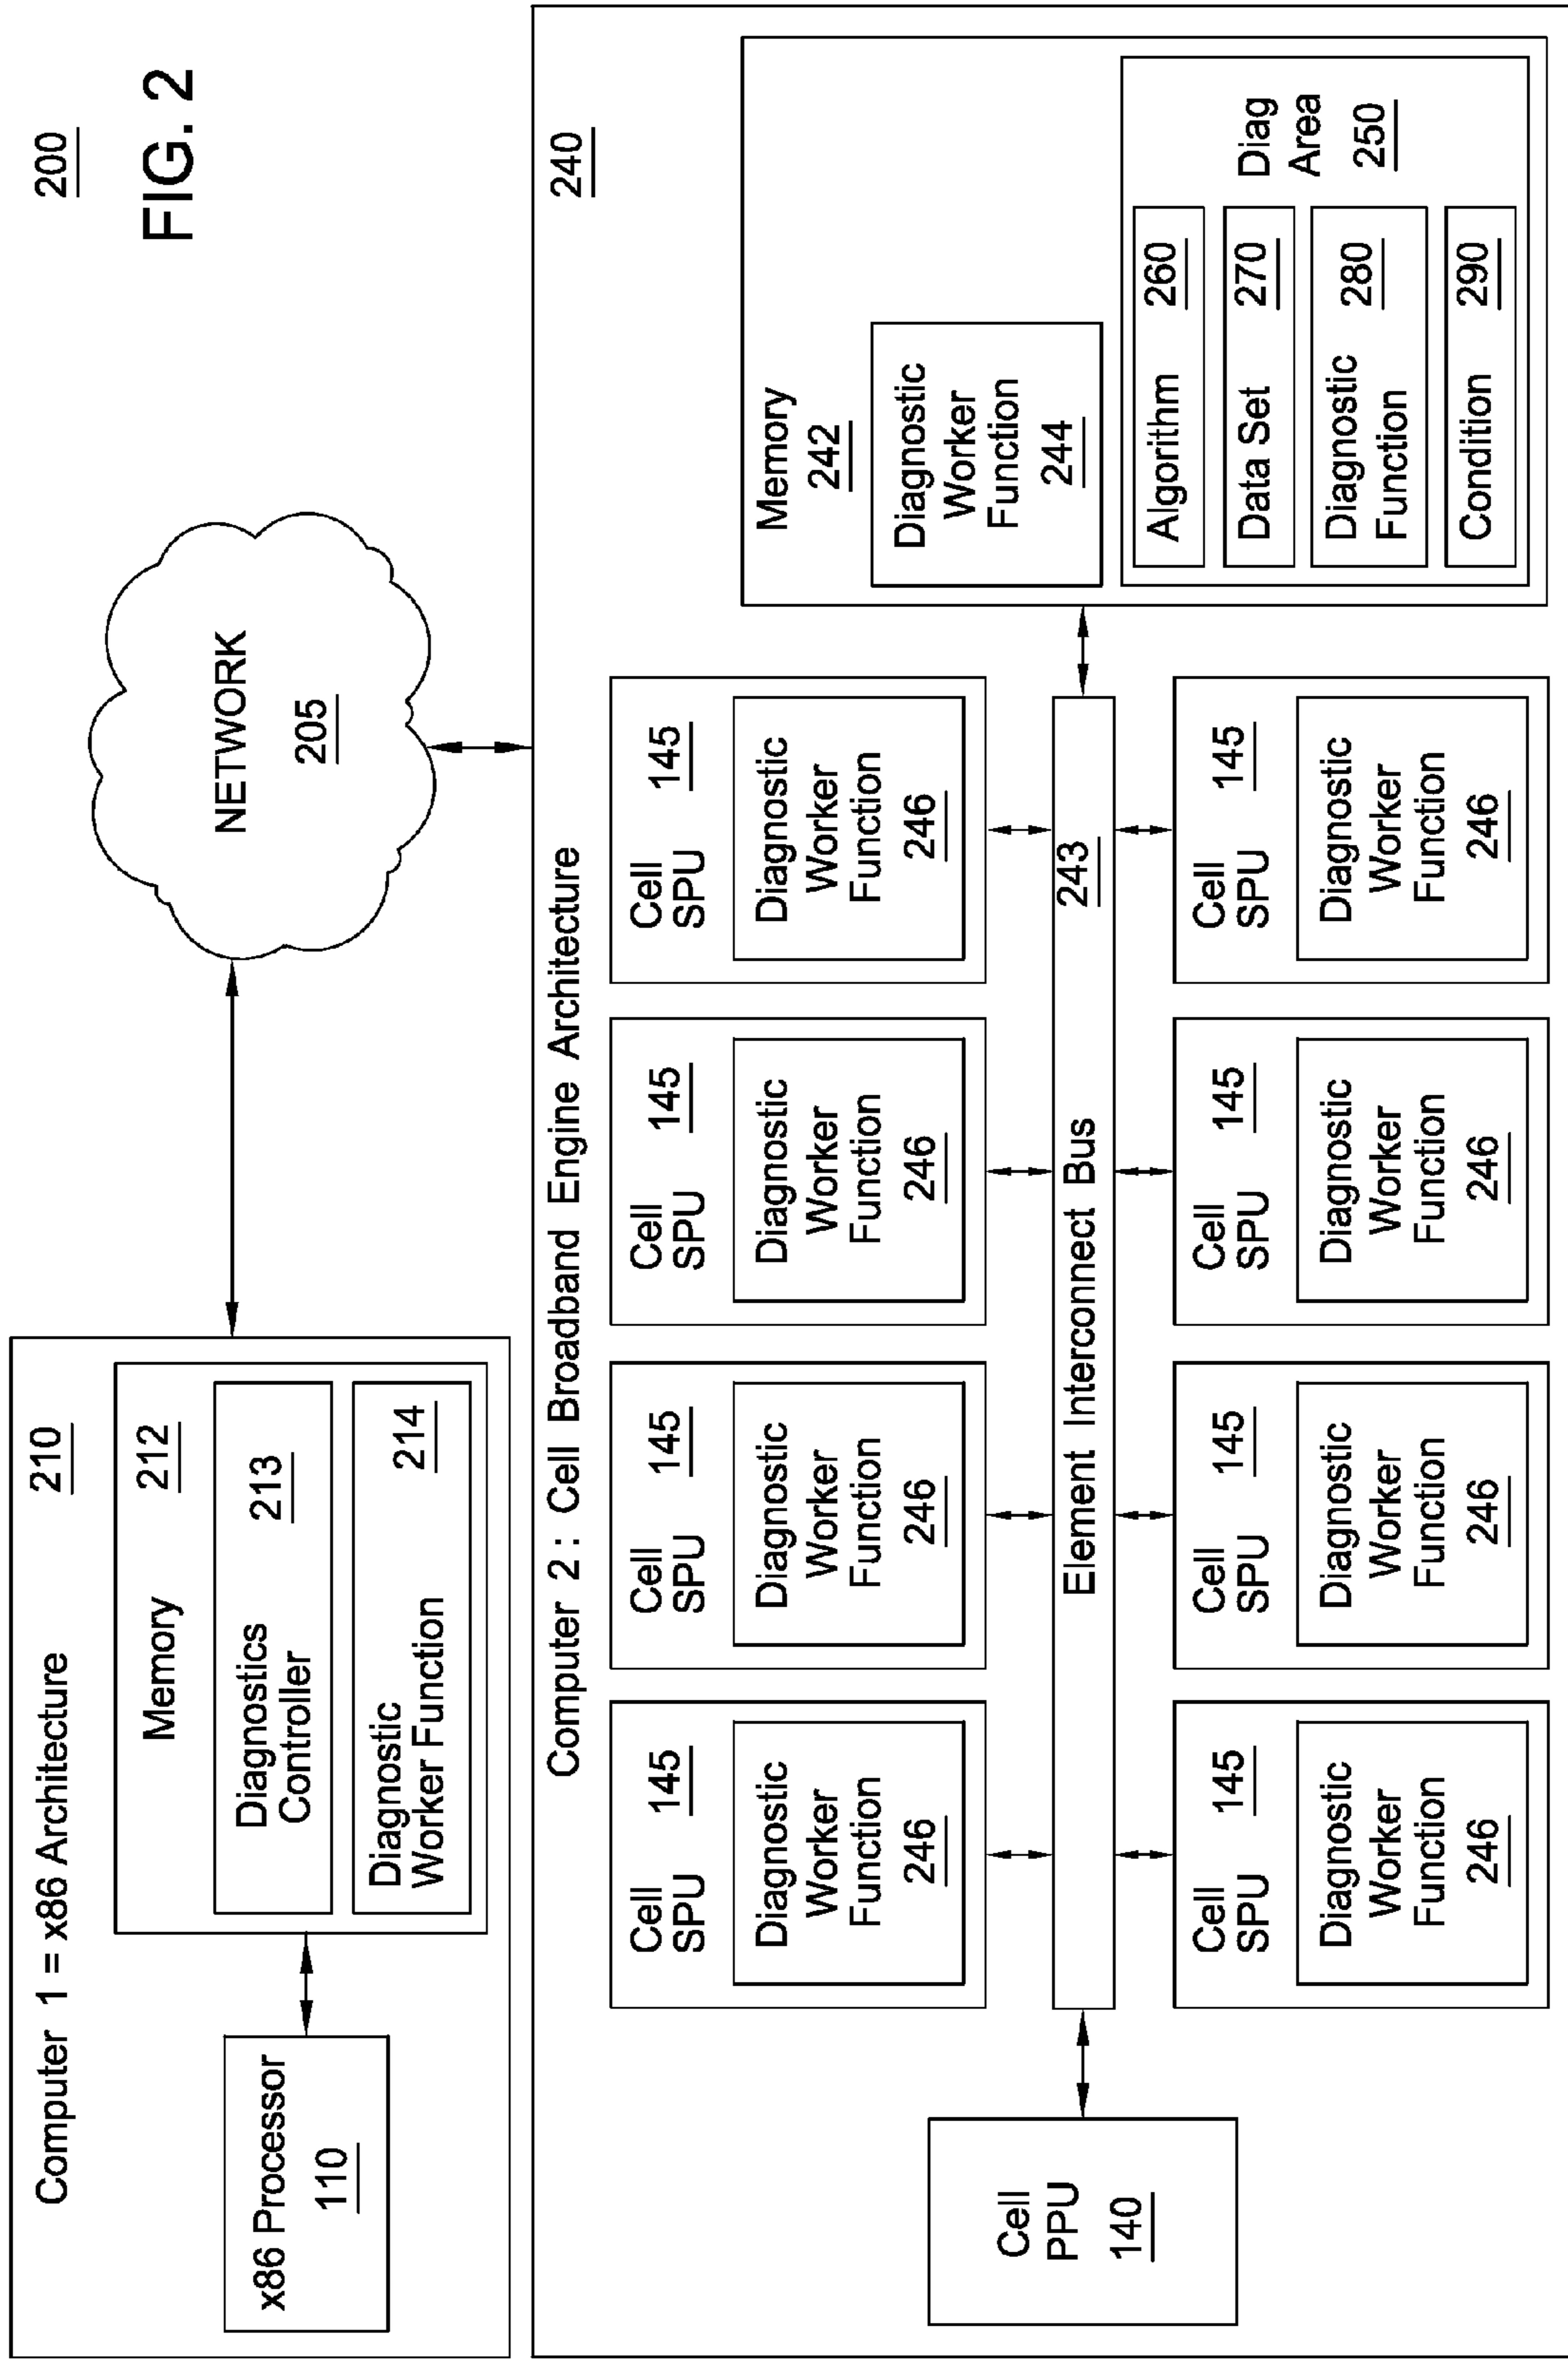 200
FIG. 2
Computer 1 = x86 Architecture
210
x86 Processor
110
Memory
212
Diagnostics
Controller
213
Diagnostic
Worker Function
214
NETWORK
205
Computer 2 : Cell Broadband Engine Architecture
240
Cell
PPU
140
Cell
SPU
145
Diagnostic
Worker
Function
246
Cell
SPU
145
Diagnostic
Worker
Function
246
Cell
SPU
145
Diagnostic
Worker
Function
246
Cell
SPU
145
Diagnostic
Worker
Function
246
Element Interconnect Bus
243
Cell
SPU
145
Diagnostic
Worker
Function
246
Cell
SPU
145
Diagnostic
Worker
Function
246
Cell
SPU
145
Diagnostic
Worker
Function
246
Cell
SPU
145
Diagnostic
Worker
Function
246
Memory
242
Diagnostic
Worker
Function
244
Algorithm 260
Data Set 270
Diagnostic
Function
280
Condition 290
Diag
Area
250